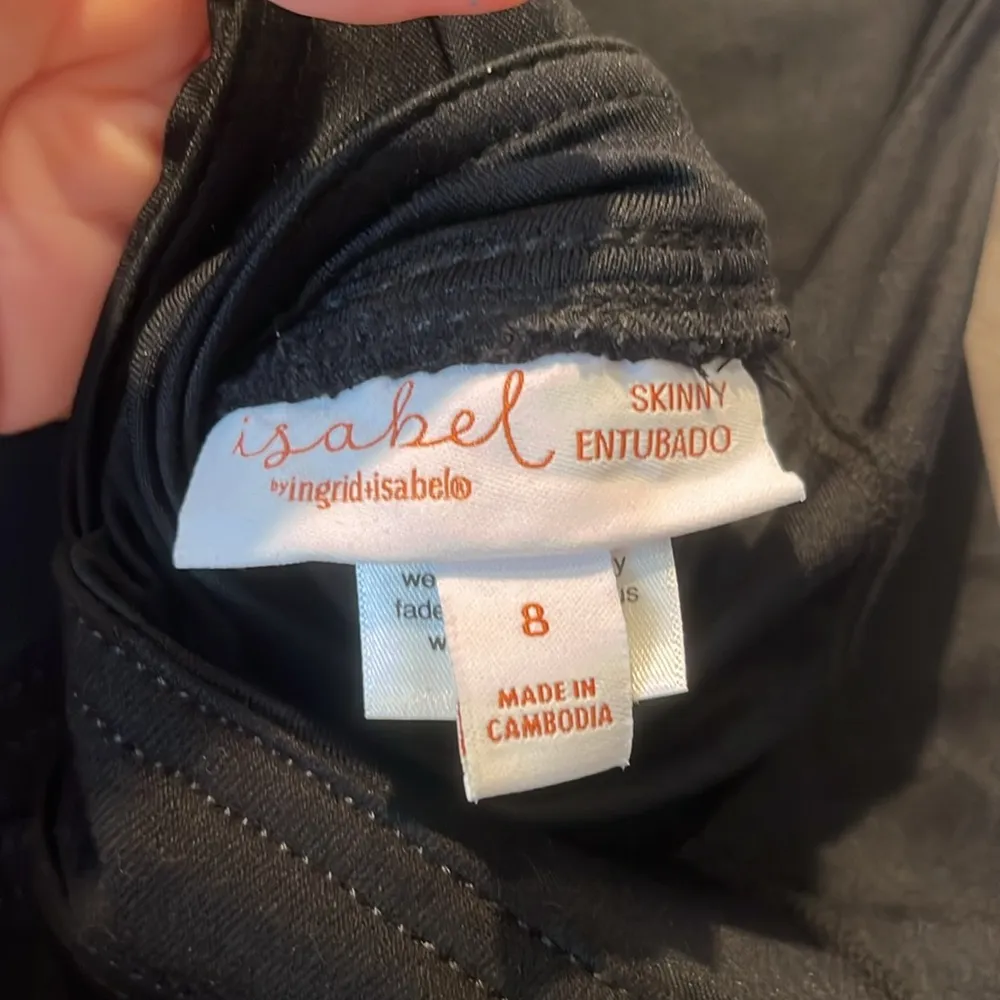 isabel
by ingrid+isabel®
SKINNY
ENTUBADO
8
MADE IN
CAMBODIA